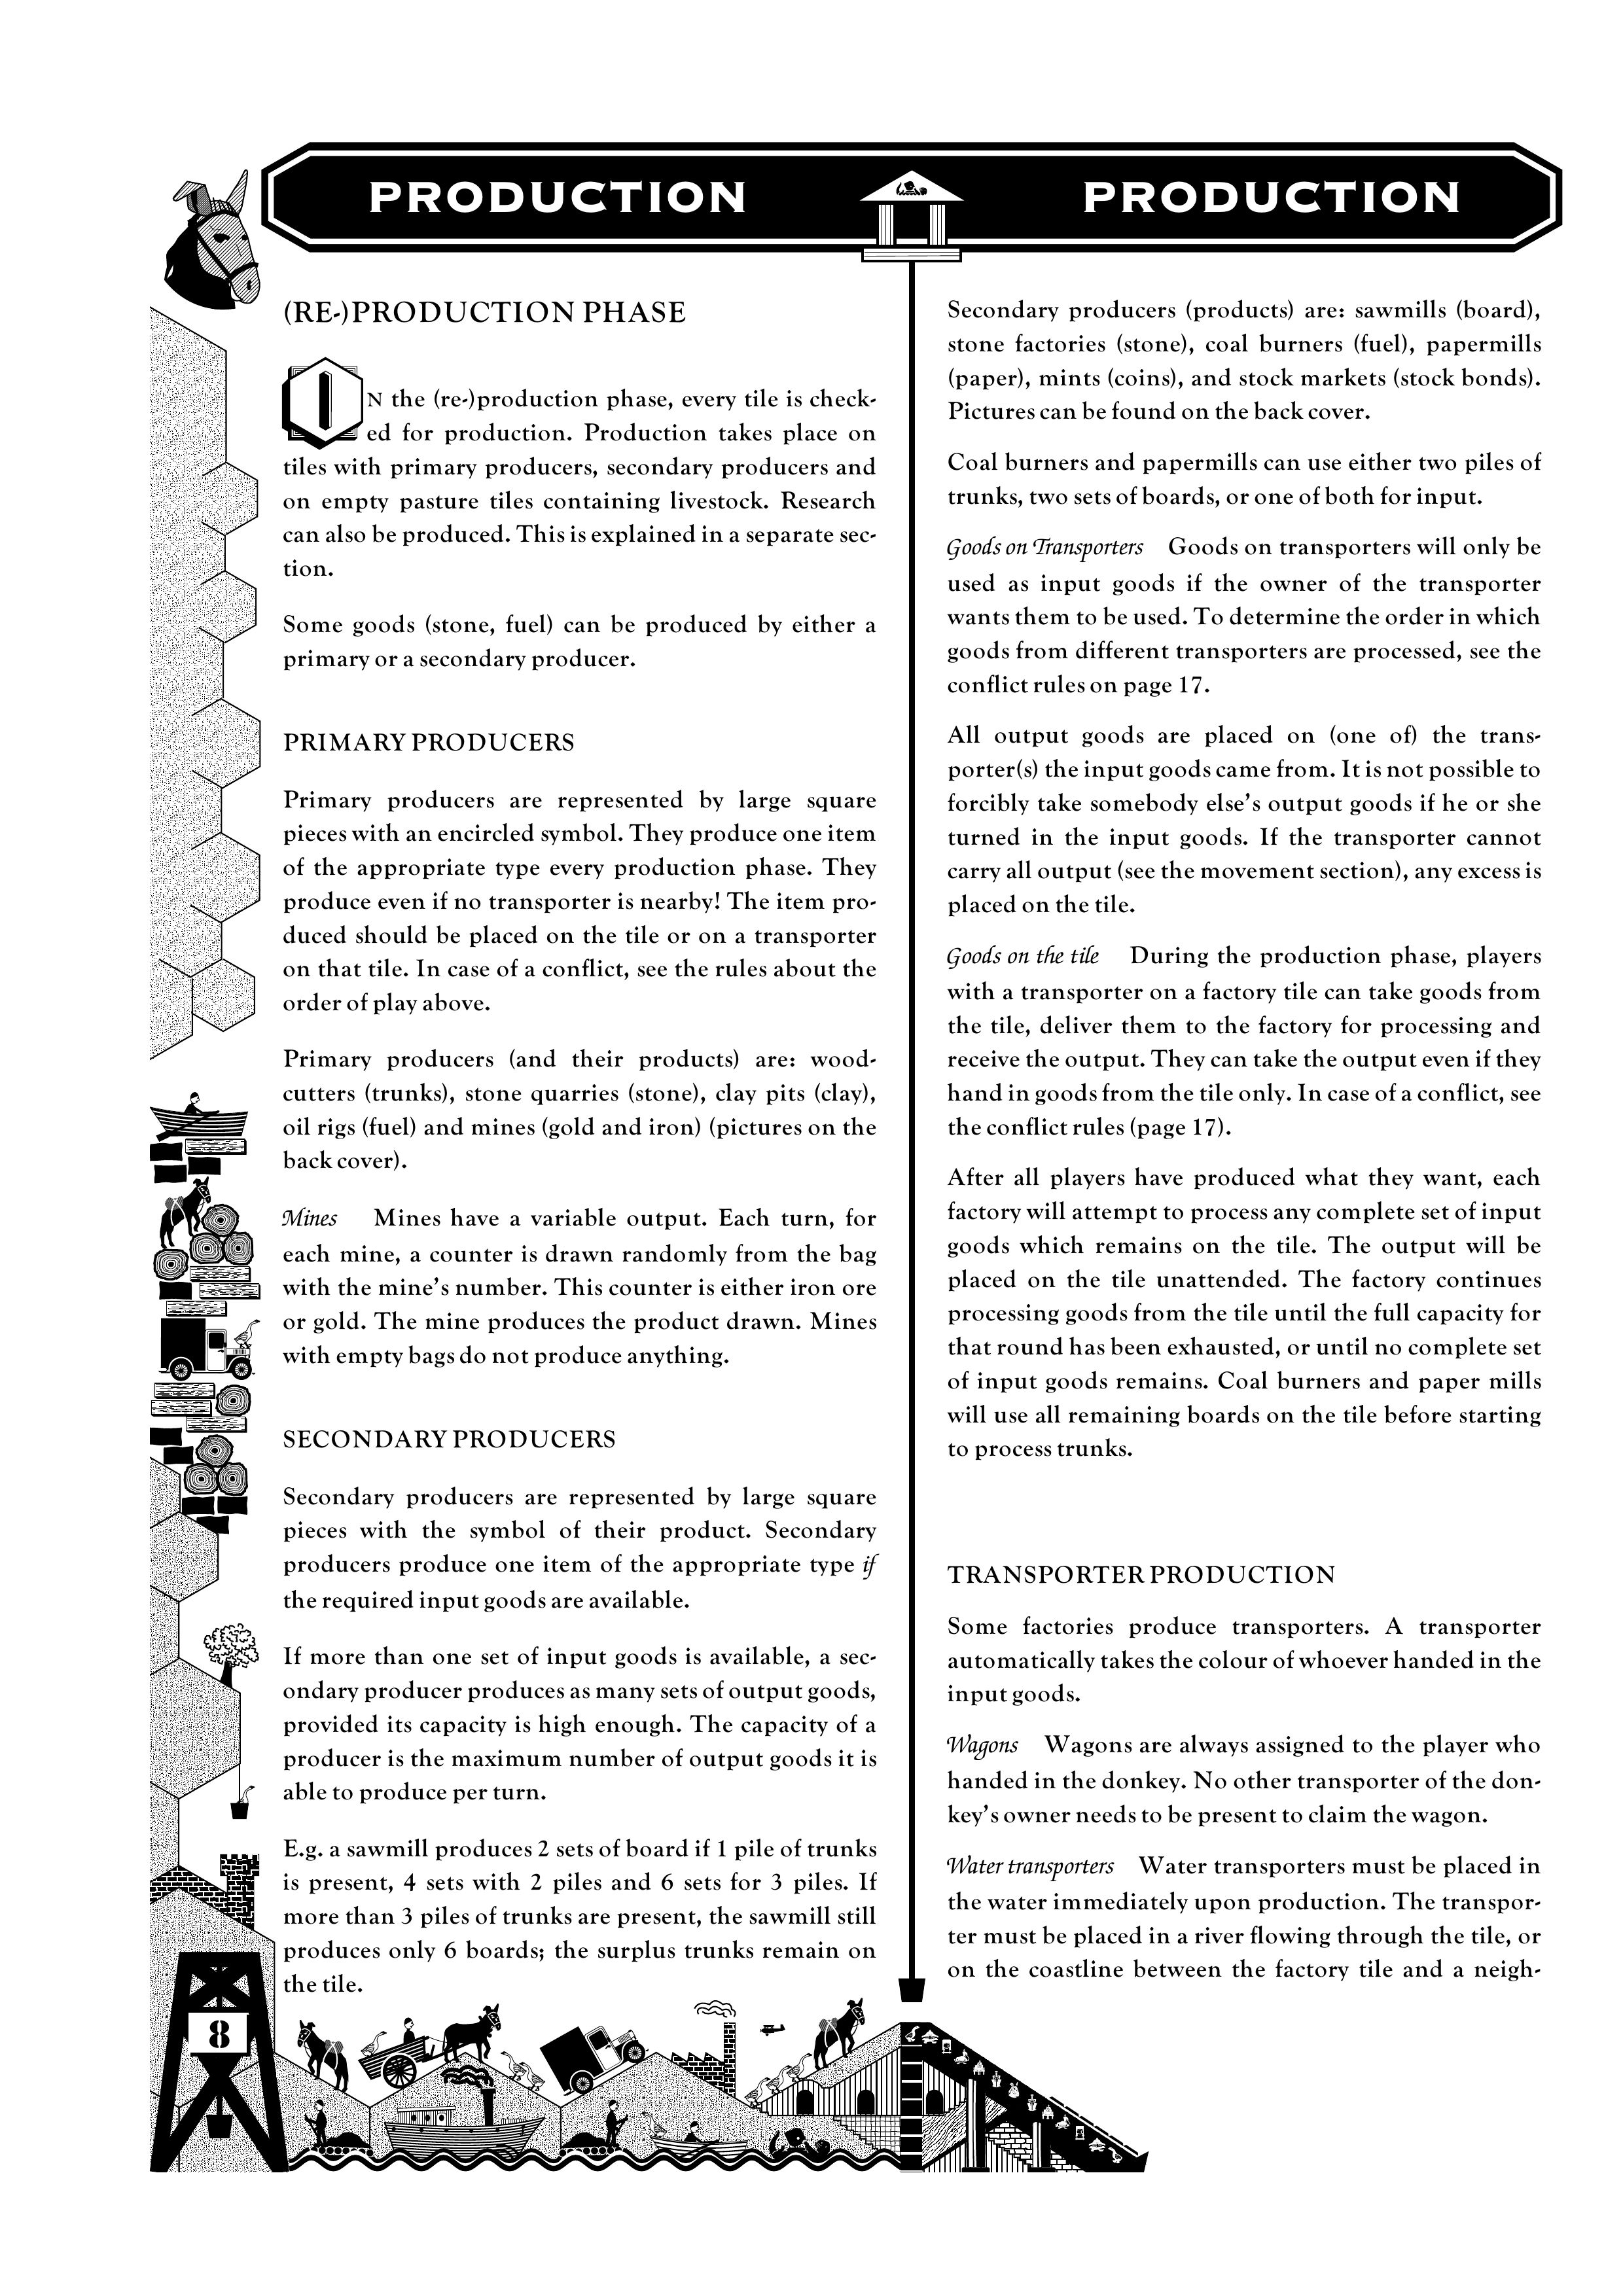 PRODUCTION
PRODUCTION
(RE-)PRODUCTION PHASE
IN the (re-)production phase, every tile is check-
ed for production. Production takes place on
tiles with primary producers, secondary producers and
on empty pasture tiles containing livestock. Research
can also be produced. This is explained in a separate sec-
tion.
Some goods (stone, fuel) can be produced by either a
primary or a secondary producer.
PRIMARY PRODUCERS
Primary producers are represented by large square
pieces with an encircled symbol. They produce one item
of the appropriate type every production phase. They
produce even if no transporter is nearby! The item pro-
duced should be placed on the tile or on a transporter
on that tile. In case of a conflict, see the rules about the
order of play above.
Primary producers (and their products) are: wood-
cutters (trunks), stone quarries (stone), clay pits (clay),
oil rigs (fuel) and mines (gold and iron) (pictures on the
back cover).
Mines Mines have a variable output. Each turn, for
each mine, a counter is drawn randomly from the bag
with the mine's number. This counter is either iron ore
or gold. The mine produces the product drawn. Mines
with empty bags do not produce anything.
SECONDARY PRODUCERS
Secondary producers are represented by large square
pieces with the symbol of their product. Secondary
producers produce one item of the appropriate type if
the required input goods are available.
If more than one set of input goods is available, a sec-
ondary producer produces as many sets of output goods,
provided its capacity is high enough. The capacity of a
producer is the maximum number of output goods it is
able to produce per turn.
E.g. a sawmill produces 2 sets of board if 1 pile of trunks
is present, 4 sets with 2 piles and 6 sets for 3 piles. If
more than 3 piles of trunks are present, the sawmill still
produces only 6 boards; the surplus trunks remain on
the tile.
Secondary producers (products) are: sawmills (board),
stone factories (stone), coal burners (fuel), papermills
(paper), mints (coins), and stock markets (stock bonds).
Pictures can be found on the back cover.
Coal burners and papermills can use either two piles of
trunks, two sets of boards, or one of both for input.
Goods on Transporters Goods on transporters will only be
used as input goods if the owner of the transporter
wants them to be used. To determine the order in which
goods from different transporters are processed, see the
conflict rules on page 17.
All output goods are placed on (one of) the trans-
porter(s) the input goods came from. It is not possible to
forcibly take somebody else's output goods if he or she
turned in the input goods. If the transporter cannot
carry all output (see the movement section), any excess is
placed on the tile.
Goods on the tile During the production phase, players
with a transporter on a factory tile can take goods from
the tile, deliver them to the factory for processing and
receive the output. They can take the output even if they
hand in goods from the tile only. In case of a conflict, see
the conflict rules (page 17).
After all players have produced what they want, each
factory will attempt to process any complete set of input
goods which remains on the tile. The output will be
placed on the tile unattended. The factory continues
processing goods from the tile until the full capacity for
that round has been exhausted, or until no complete set
of input goods remains. Coal burners and paper mills
will use all remaining boards on the tile before starting
to process trunks.
TRANSPORTER PRODUCTION
Some factories produce transporters. A transporter
automatically takes the colour of whoever handed in the
input goods.
Wagons Wagons are always assigned to the player who
handed in the donkey. No other transporter of the don-
key's owner needs to be present to claim the wagon.
Water transporters Water transporters must be placed in
the water immediately upon production. The transpor-
ter must be placed in a river flowing through the tile, or
on the coastline between the factory tile and a neigh-
8